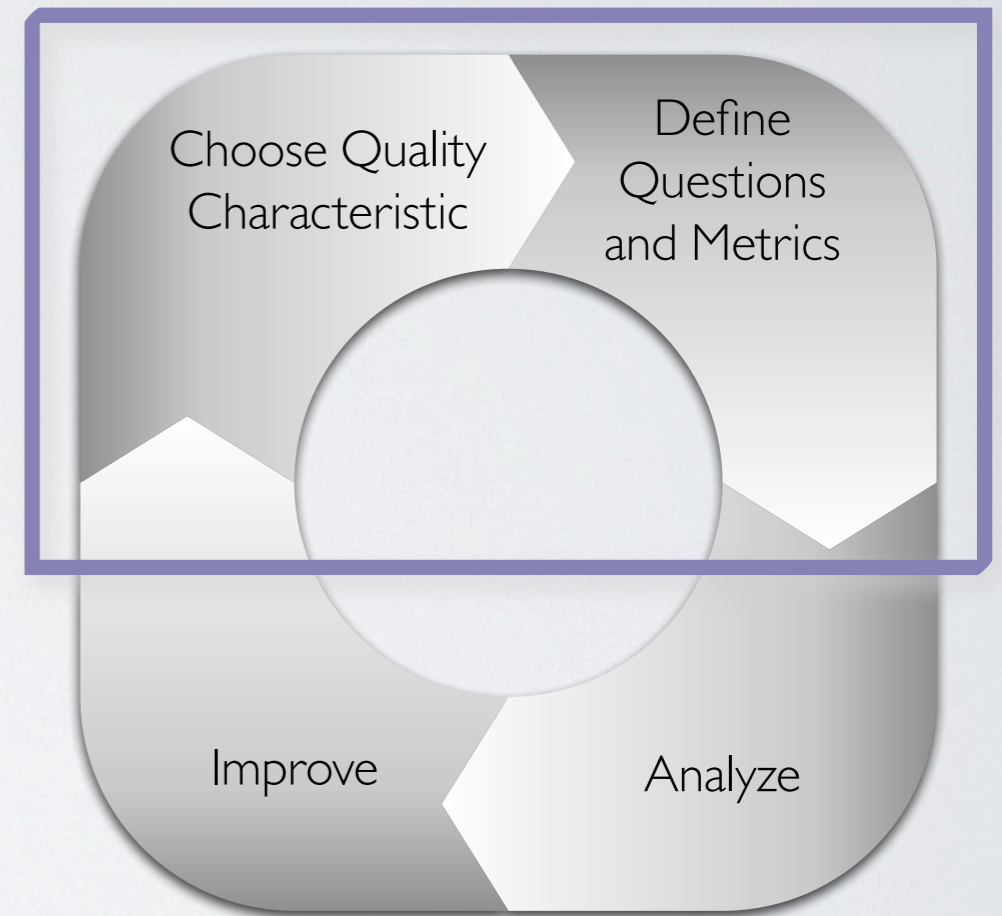 Choose Quality
Characteristic
Define
Questions
and Metrics
Improve
Analyze